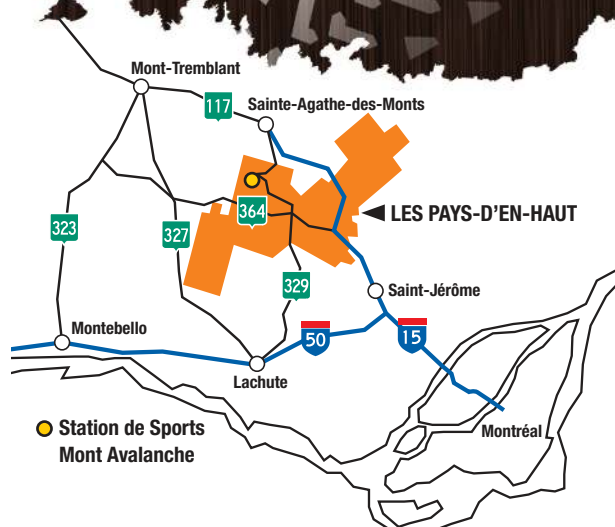 Mont-Tremblant
117
Sainte-Agathe-des-Monts
364
LES PAYS-D'EN-HAUT
323
327
329
Saint-Jérôme
Montebello
50
15
Lachute
Station de Sports
Mont Avalanche
Montréal